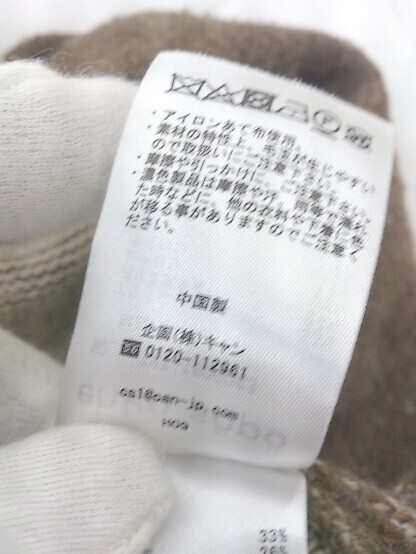 ・アイロンあて布使用。
・素材の特性上、毛玉が生じやすい
ので取扱いにご注意下さい。
・摩擦や引っかけに、ご注意下さい。
・濃色製品は摩擦や汗、雨等で濡れ
た時などに、他の衣料や下着に色
が移る事がありますのでご注意く
ださい。
中国製
企画(株)キャン
0120-112961
cs1@can-jp.com
H09
33%
26%